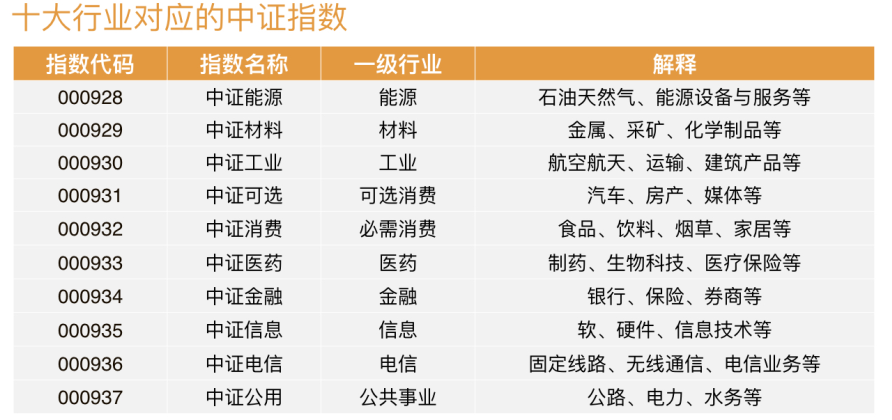 十大行业对应的中证指数
指数代码 指数名称 一级行业 解释
000928 中证能源 能源 石油天然气、能源设备与服务等
000929 中证材料 材料 金属、采矿、化学制品等
000930 中证工业 工业 航空航天、运输、建筑产品等
000931 中证可选 可选消费 汽车、房产、媒体等
000932 中证消费 必需消费 食品、饮料、烟草、家居等
000933 中证医药 医药 制药、生物科技、医疗保险等
000934 中证金融 金融 银行、保险、券商等
000935 中证信息 信息 软、硬件、信息技术等
000936 中证电信 电信 固定线路、无线通信、电信业务等
000937 中证公用 公共事业 公路、电力、水务等